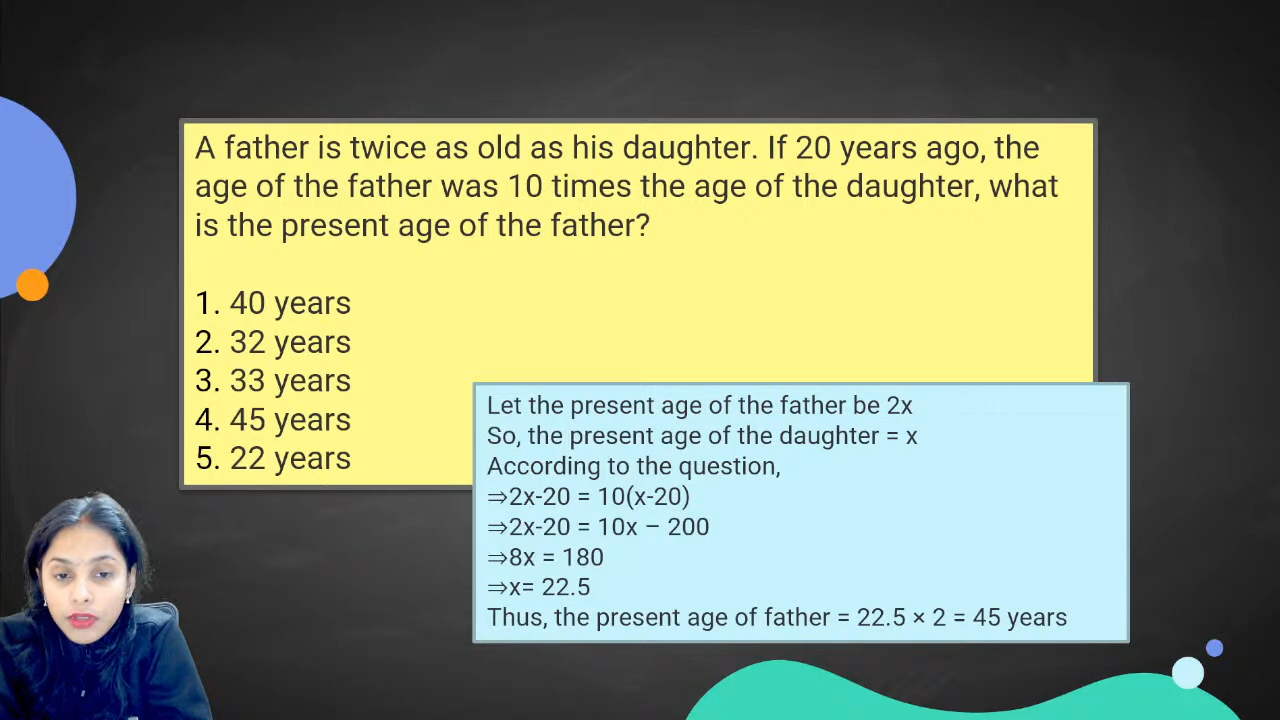 A father is twice as old as his daughter. If 20 years ago, the
age of the father was 10 times the age of the daughter, what
is the present age of the father?
1. 40 years
2. 32 years
3. 33 years
4. 45 years
5. 22 years
Let the present age of the father be 2x
So, the present age of the daughter = x
According to the question,
⇒2x-20 = 10(x-20)
⇒2x-20 = 10x – 200
⇒8x = 180
⇒x= 22.5
Thus, the present age of father = 22.5 × 2 = 45 years